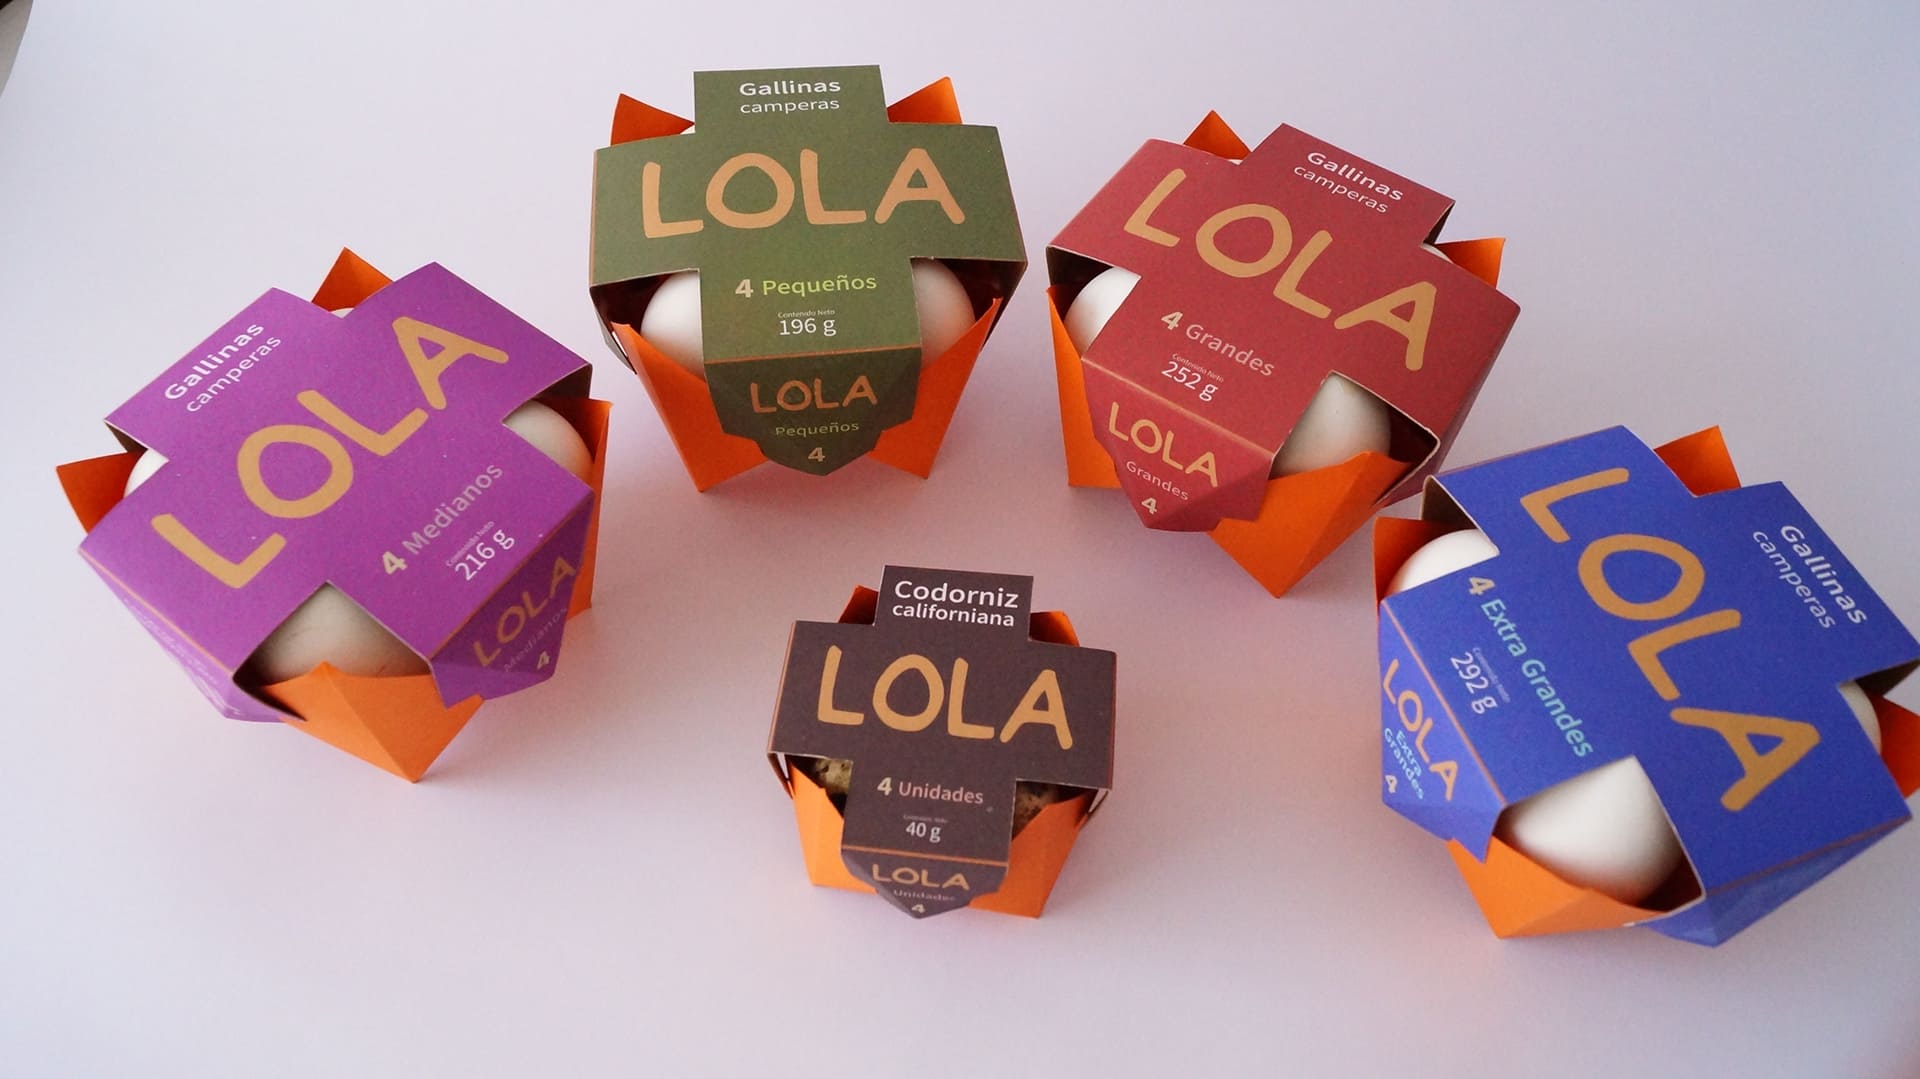 Gallinas
camperas
LOLA
4 Pequeños
Contenido Neto
196 g
LOLA
Pequeños
4
Gallinas
camperas
LOLA
4 Grandes
Contenido Neto
252 g
LOLA
Grandes
4
Gallinas
camperas
LOLA
4 Medianos
Contenido Neto
216 g
LOLA
Medianos
4
Gallinas
camperas
LOLA
4 Extra Grandes
Contenido Neto
292 g
LOLA
Extra
Grandes
4
Codorniz
californiana
LOLA
4 Unidades
Contenido Neto
40 g
LOLA
Unidades
4